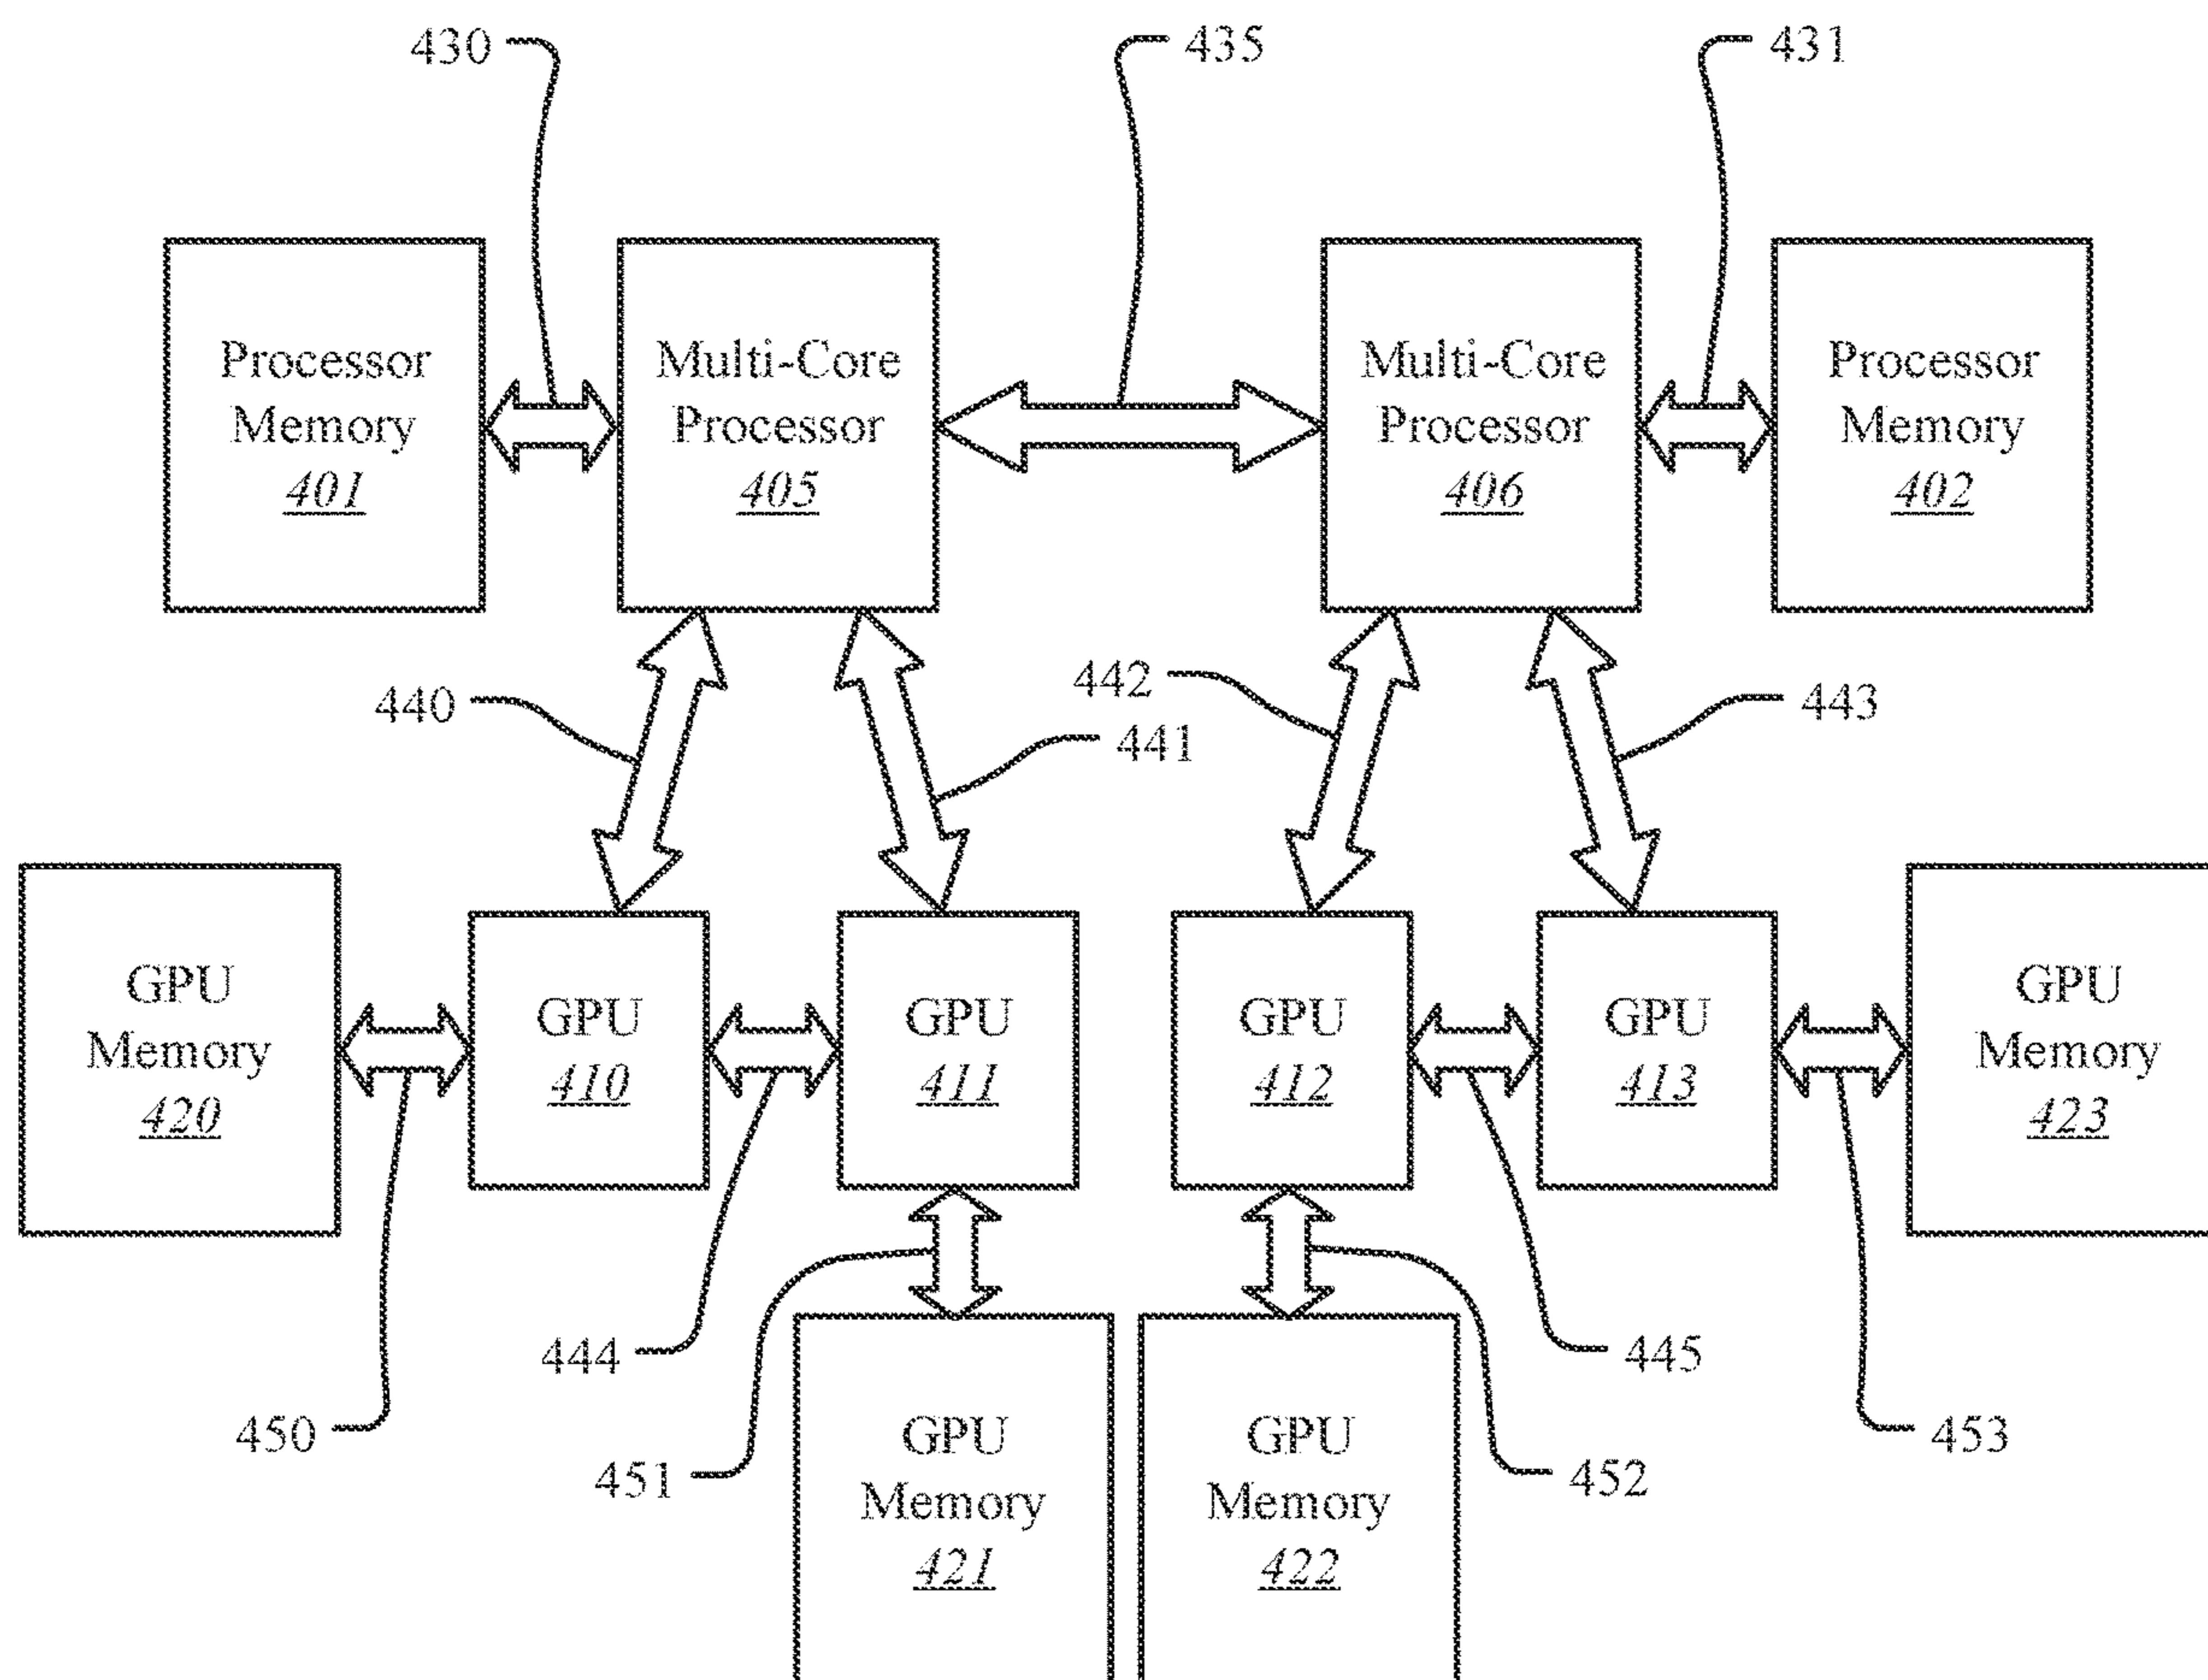 430
435
431
Processor
Memory
401
Multi-Core
Processor
405
Multi-Core
Processor
406
Processor
Memory
402
440
441
442
443
GPU
Memory
420
GPU
410
GPU
411
GPU
412
GPU
413
GPU
Memory
423
444
445
450
451
452
453
GPU
Memory
421
GPU
Memory
422